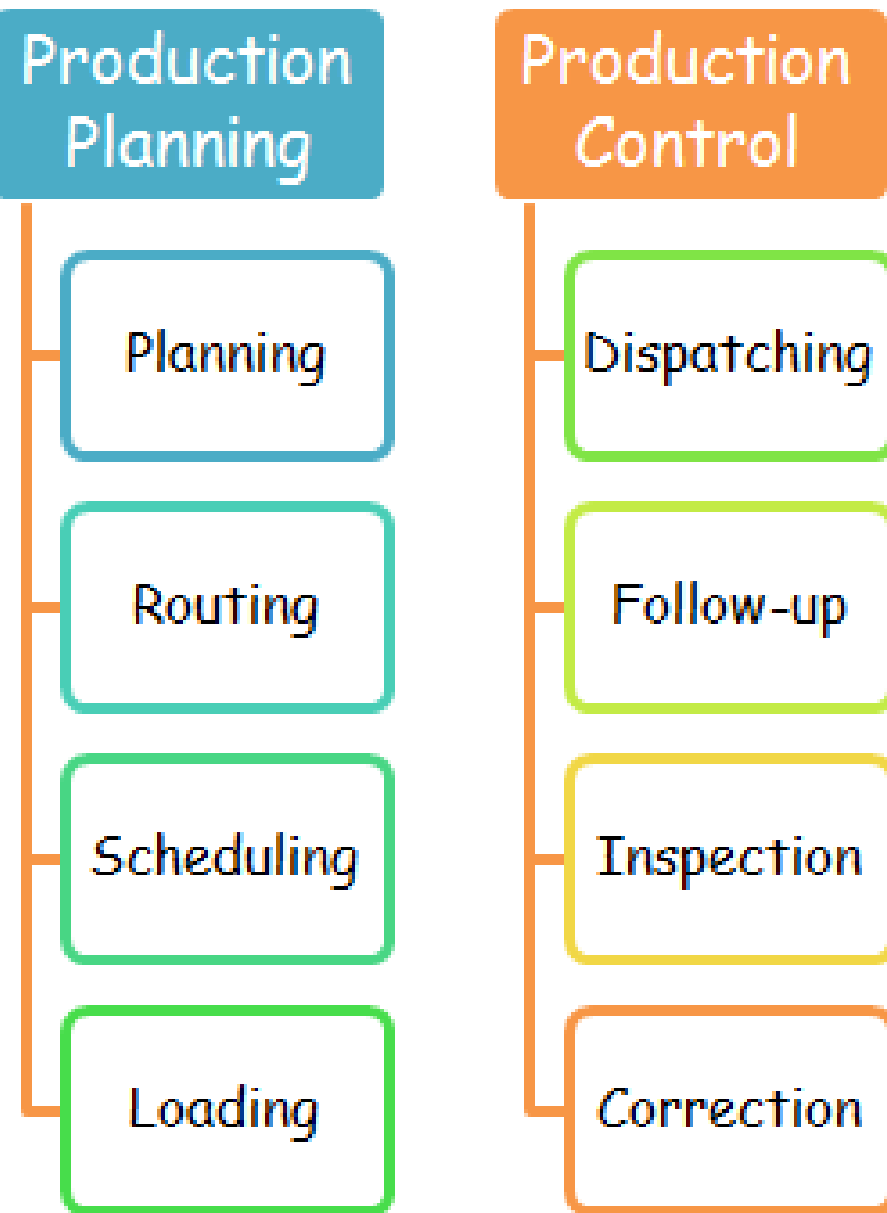 Production
Planning
Planning
Routing
Scheduling
Loading
Production
Control
Dispatching
Follow-up
Inspection
Correction